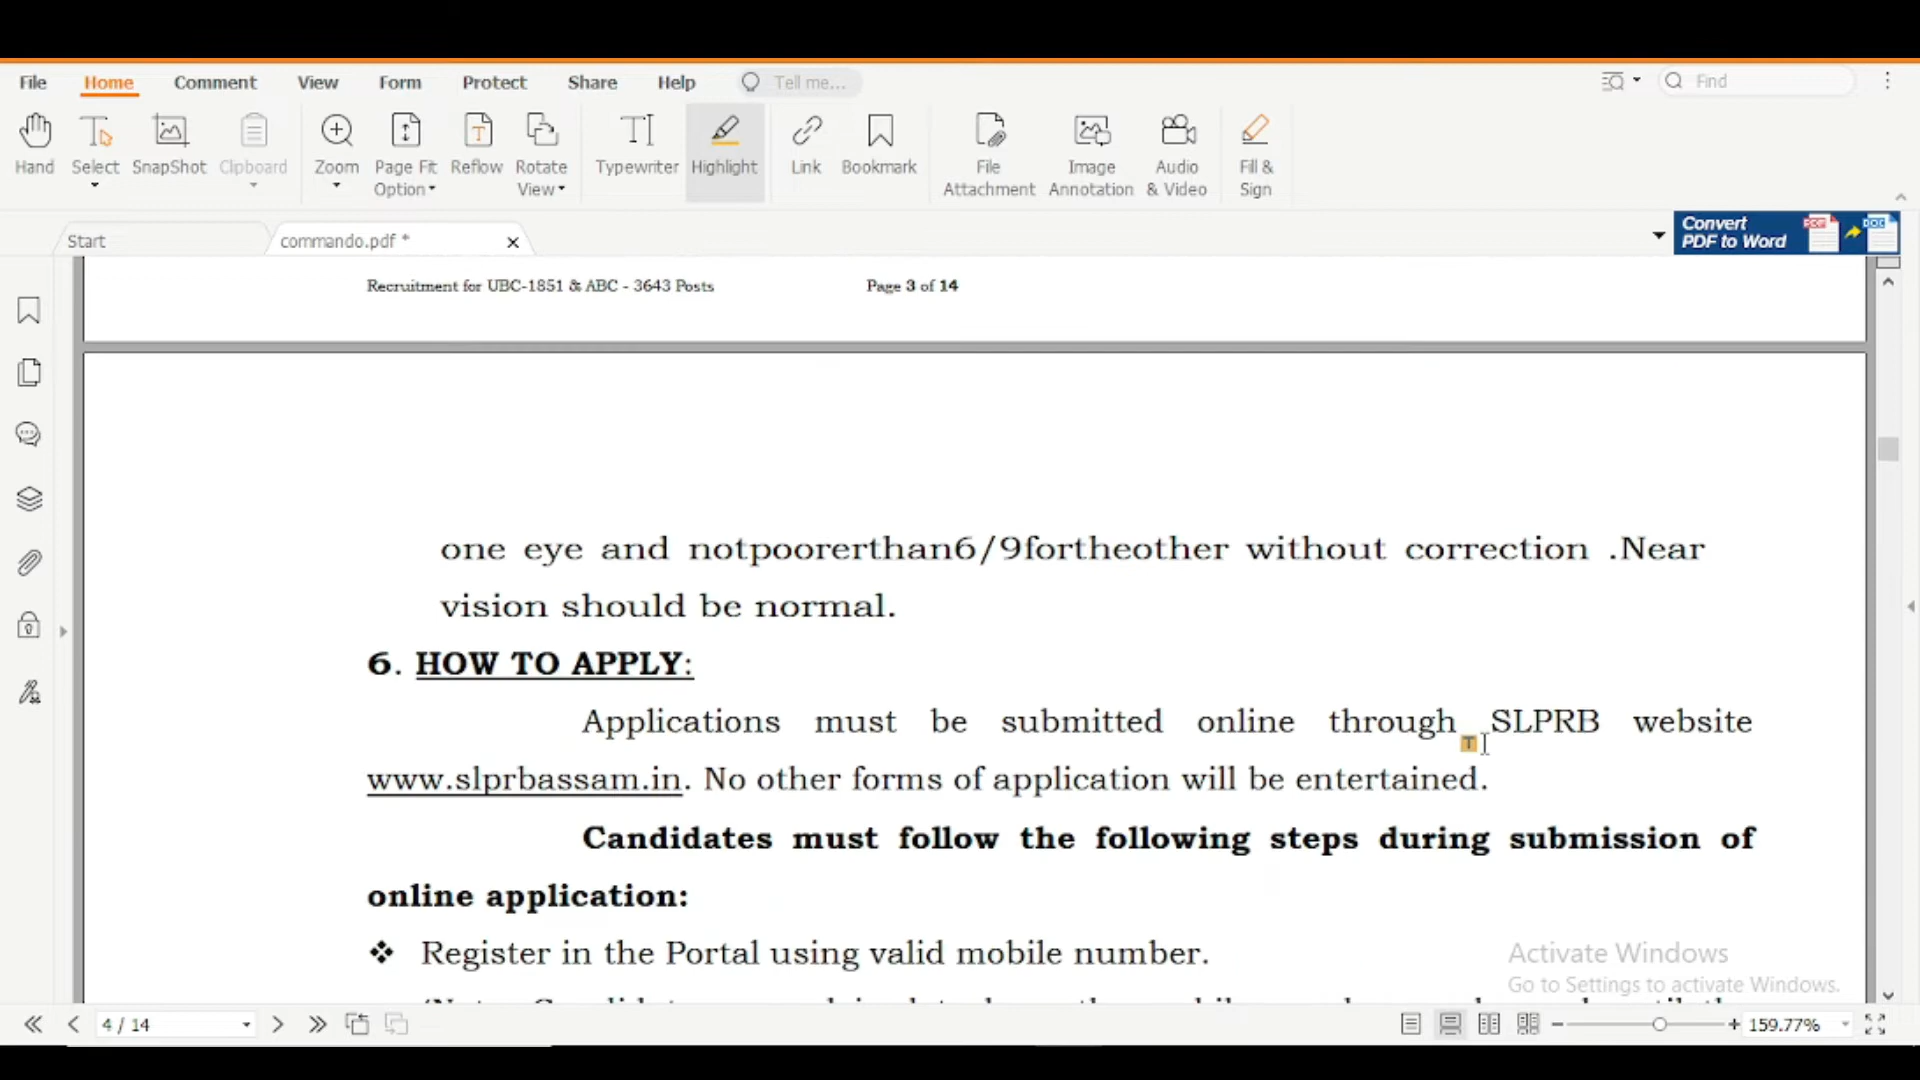 File Home Comment View Form Protect Share Help Tell me... Find
Hand Select SnapShot Clipboard Zoom Page Fit Option Reflow Rotate View Typewriter Highlight Link Bookmark File Attachment Image Annotation Audio & Video Fill & Sign
Start commando.pdf * Convert PDF to Word PDF DOC
Recruitment for UBC-1851 & ABC - 3643 Posts Page 3 of 14
one eye and notpoorerthan6/9fortheother without correction .Near
vision should be normal.
6. HOW TO APPLY:
Applications must be submitted online through SLPRB website
www.slprbassam.in. No other forms of application will be entertained.
Candidates must follow the following steps during submission of
online application:
❖ Register in the Portal using valid mobile number.
Activate Windows
Go to Settings to activate Windows.
4 / 14 159.77%